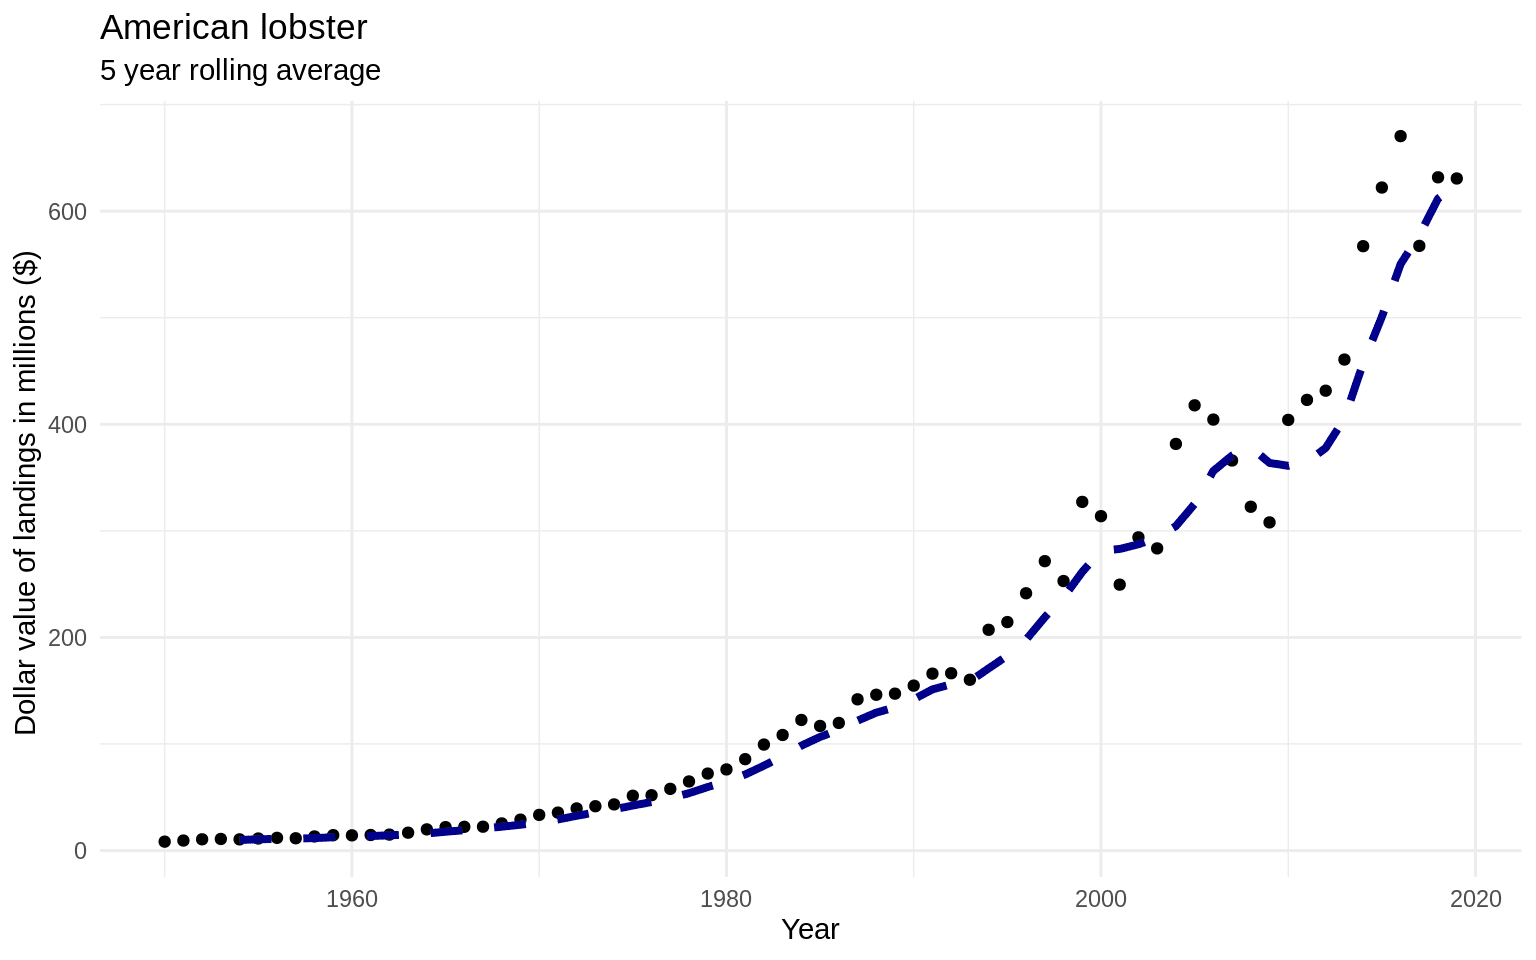 American lobster
5 year rolling average
Dollar value of landings in millions ($)
600
400
200
0
1960
1980
2000
2020
Year